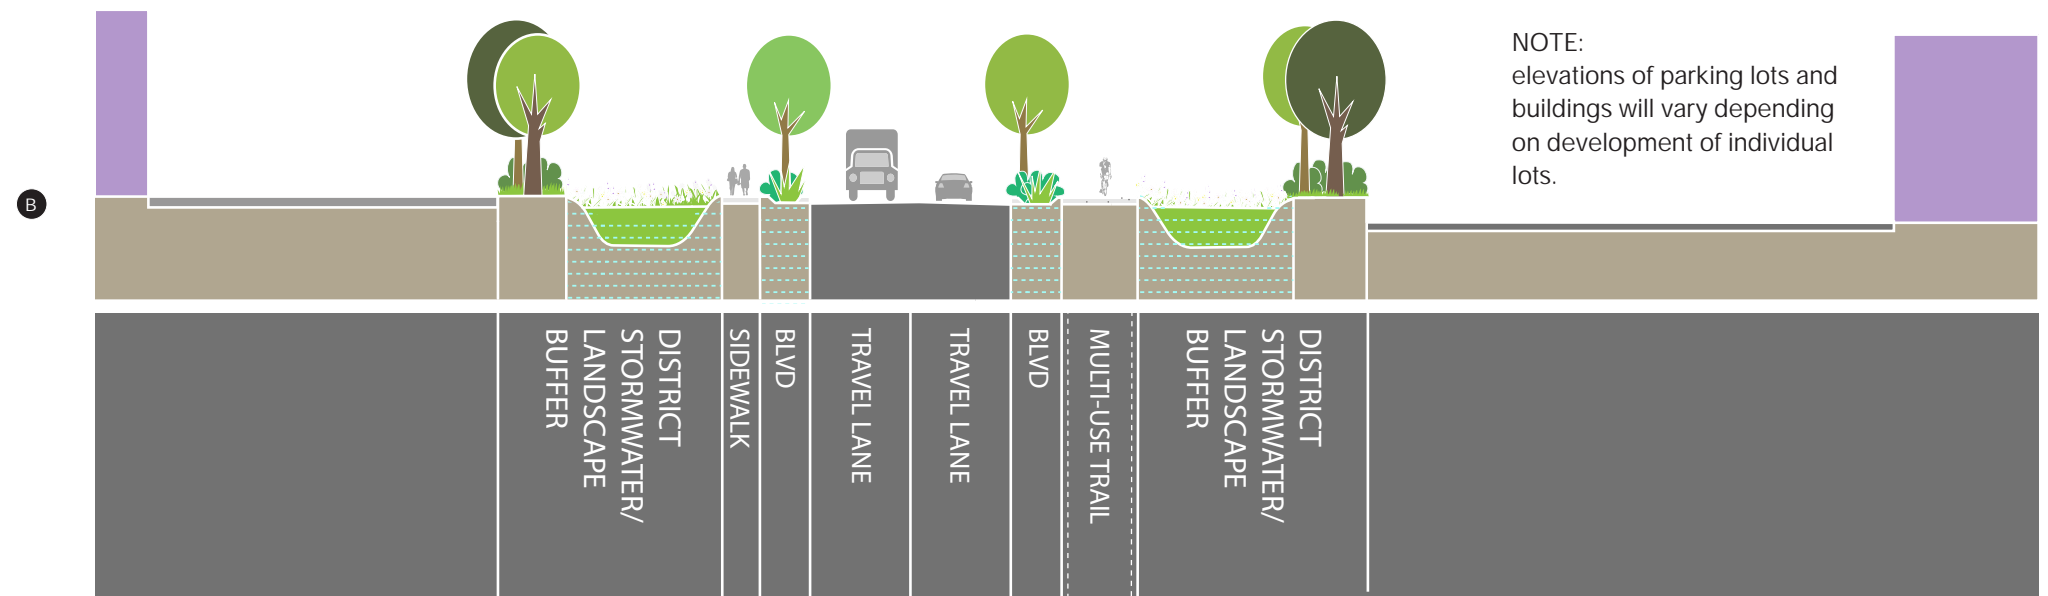 NOTE:
elevations of parking lots and
buildings will vary depending
on development of individual
lots.
B
DISTRICT
STORMWATER/
LANDSCAPE
BUFFER
SIDEWALK
BLVD
TRAVEL LANE
TRAVEL LANE
BLVD
MULTI-USE TRAIL
DISTRICT
STORMWATER/
LANDSCAPE
BUFFER